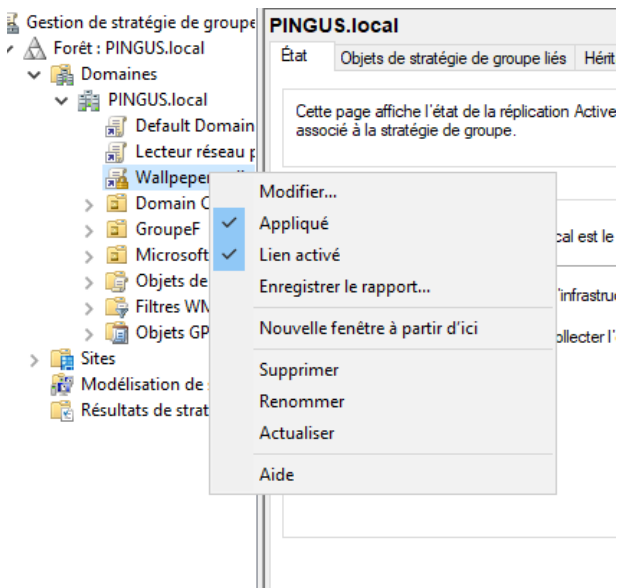 Gestion de stratégie de groupe
Forêt : PINGUS.local
Domaines
PINGUS.local
Default Domain
Lecteur réseau
Wallpeper
Domain
GroupeF
Microsoft
Objets de
Filtres
Objets GP
Sites
Modélisation de
Résultats de strat
PINGUS.local
État
Objets de stratégie de groupe liés
Hérit
Cette page affiche l'état de la réplication Active
associé à la stratégie de groupe.
cal est le
'infrastru
ollecter l'
Modifier...
Appliqué
Lien activé
Enregistrer le rapport...
Nouvelle fenêtre à partir d'ici
Supprimer
Renommer
Actualiser
Aide